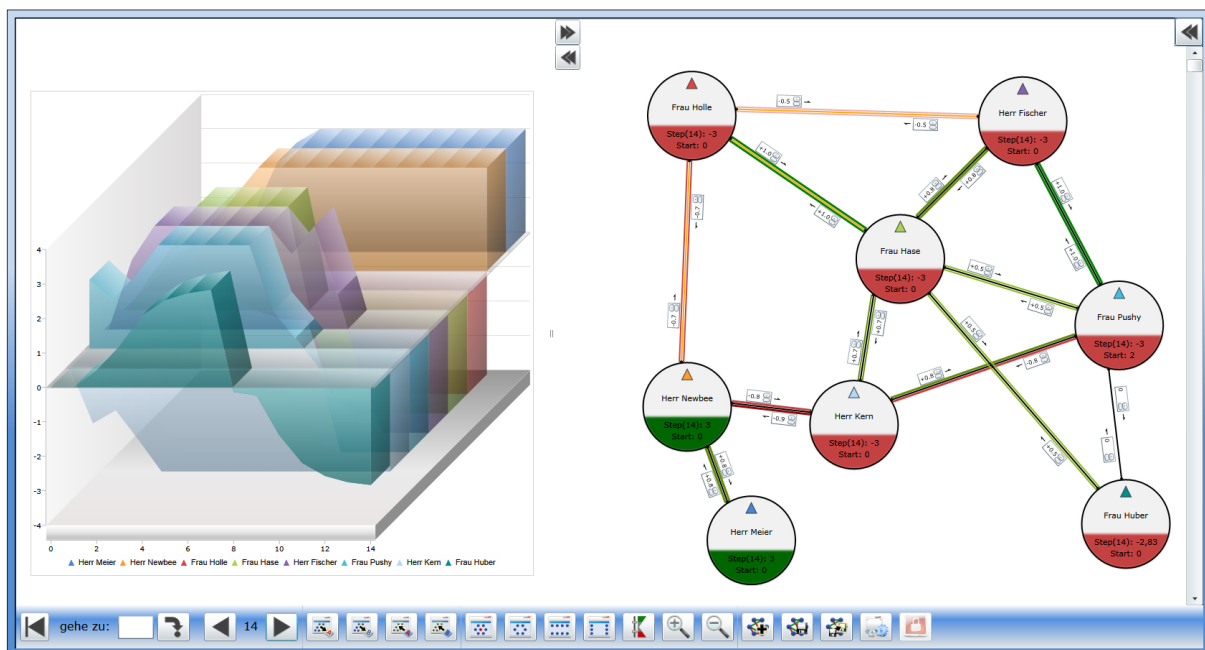 4
3
2
1
0
-1
-2
-3
-4
0 2 4 6 8 10 12 14
Herr Meier Herr Newbee Frau Holle Frau Hase Herr Fischer Frau Pushy Herr Kern Frau Huber
Frau Holle
Step(14): -3
Start: 0
-0.5
-0.5
Herr Fischer
Step(14): -3
Start: 0
+1.0
+1.0
+0.8
+0.8
+1.0
+1.0
-0.7
-0.7
Frau Hase
Step(14): -3
Start: 0
+0.5
+0.5
Frau Pushy
Step(14): -3
Start: 2
+0.7
+0.7
+0.5
+0.5
+0.8
-0.8
0
0
Herr Newbee
Step(14): 3
Start: 0
-0.8
-0.9
Herr Kern
Step(14): -3
Start: 0
+0.8
+0.8
Herr Meier
Step(14): 3
Start: 0
Frau Huber
Step(14): -2,83
Start: 0
gehe zu: 14